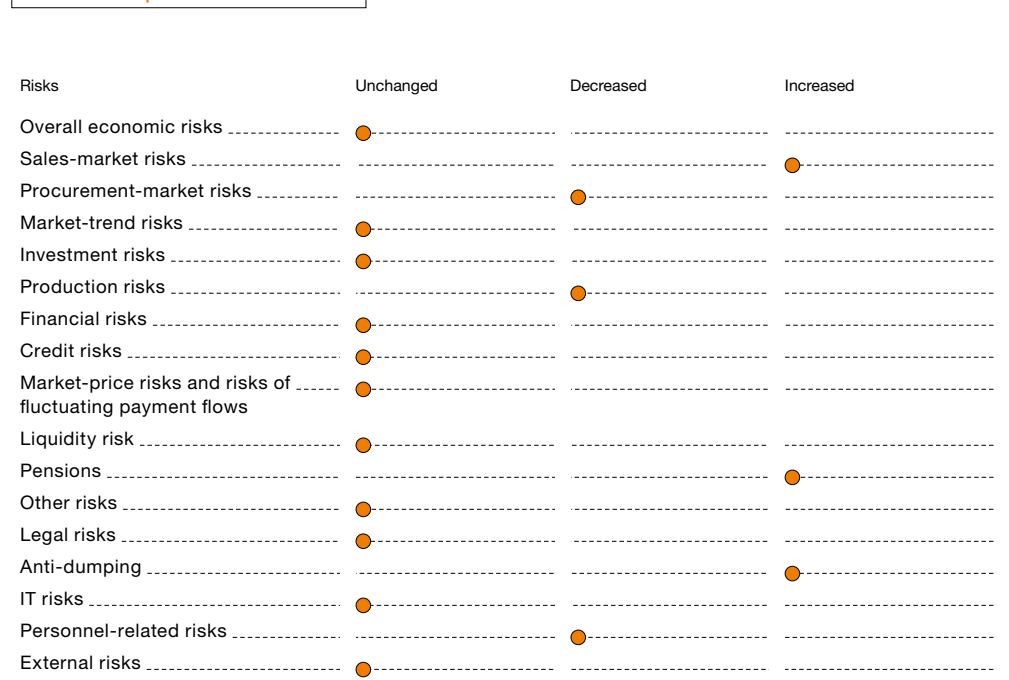 Risks Unchanged Decreased Increased
Overall economic risks
Sales-market risks
Procurement-market risks
Market-trend risks
Investment risks
Production risks
Financial risks
Credit risks
Market-price risks and risks of
fluctuating payment flows
Liquidity risk
Pensions
Other risks
Legal risks
Anti-dumping
IT risks
Personnel-related risks
External risks